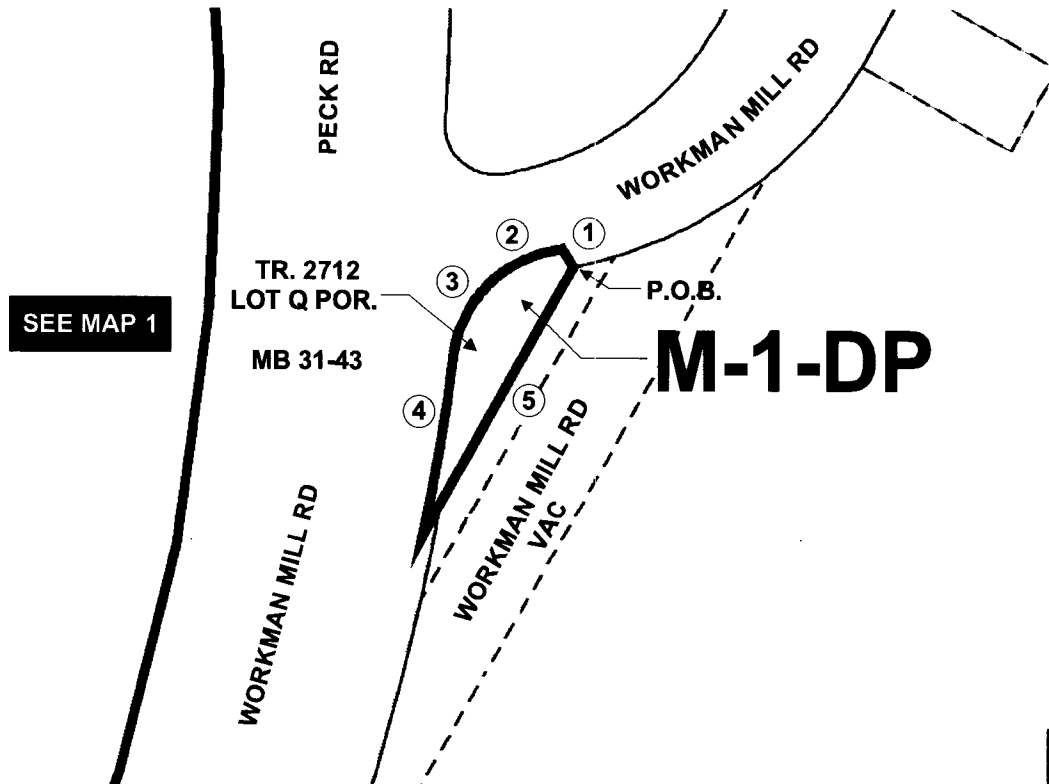 PECK RD
WORKMAN MILL RD
1
2
3
TR. 2712
LOT Q POR.
P.O.B.
SEE MAP 1
MB 31-43
M-1-DP
4
5
WORKMAN MILL RD
WORKMAN MILL RD
VAC